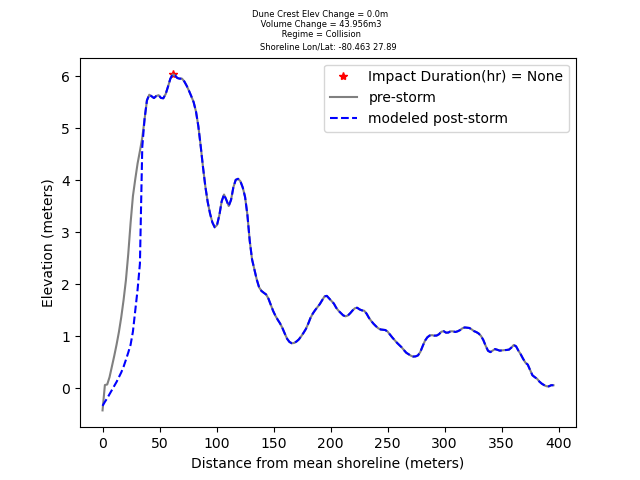 Dune Crest Elev Change = 0.0m
Volume Change = 43.956m3
Regime = Collision
Shoreline Lon/Lat: -80.463 27.89
Impact Duration(hr) = None
pre-storm
modeled post-storm
6
5
4
3
2
1
0
Elevation (meters)
0 50 100 150 200 250 300 350 400
Distance from mean shoreline (meters)